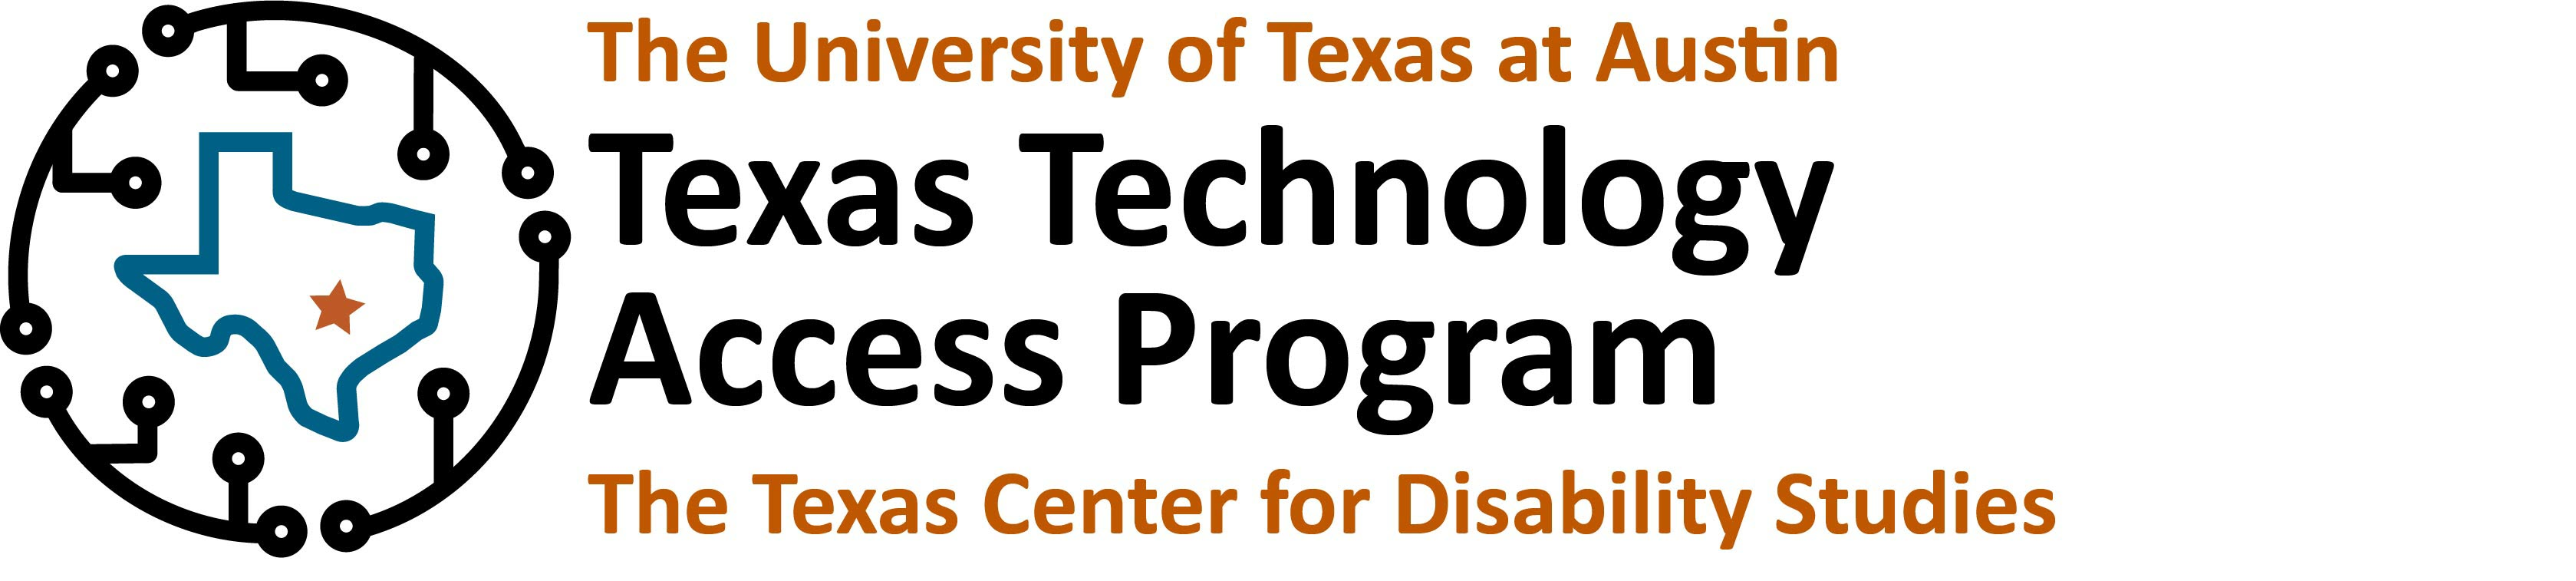 The University of Texas at Austin
Texas Technology
Access Program
The Texas Center for Disability Studies